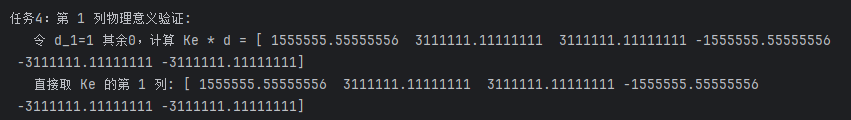 任务4：第 1 列物理意义验证：
令 d_1=1 其余0，计算 Ke * d = [ 1555555.55555556  3111111.11111111  3111111.11111111 -1555555.55555556
-3111111.11111111 -3111111.11111111]
直接取 Ke 的第 1 列: [ 1555555.55555556  3111111.11111111  3111111.11111111 -1555555.55555556
-3111111.11111111 -3111111.11111111]